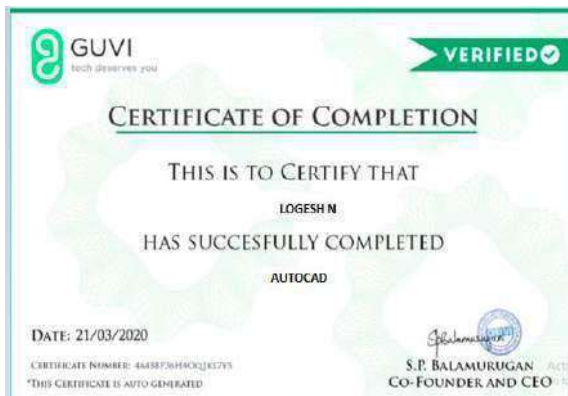 GUVI
tech deserves you
VERIFIED
CERTIFICATE OF COMPLETION
THIS IS TO CERTIFY THAT
LOGESH N
HAS SUCCESFULLY COMPLETED
AUTOCAD
DATE: 21/03/2020
CERTIFICATE NUMBER:
*THIS CERTIFICATE IS AUTO GENERATED
S.P. BALAMURUGAN
CO-FOUNDER AND CEO